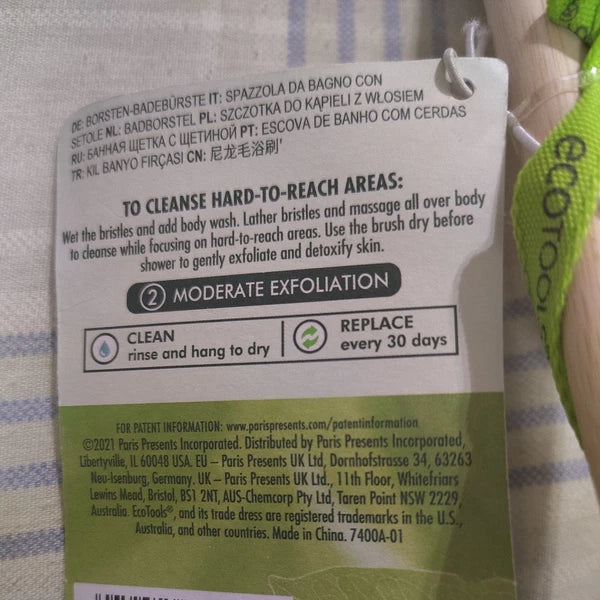 DE: BORSTEN-BADEBÜRSTE IT: SPAZZOLA DA BAGNO CON
SETOLE NL: BADBORSTEL PL: SZCZOTKA DO KĄPIELI Z WŁOSIEM
RU: БАННАЯ ЩЕТКА С ЩЕТИНОЙ PT: ESCOVA DE BANHO COM CERDAS
TR: KIL BANYO FIRÇASI CN: 尼龙毛浴刷'
TO CLEANSE HARD-TO-REACH AREAS:
Wet the bristles and add body wash. Lather bristles and massage all over body
to cleanse while focusing on hard-to-reach areas. Use the brush dry before
shower to gently exfoliate and detoxify skin.
2 MODERATE EXFOLIATION
CLEAN
rinse and hang to dry
REPLACE
every 30 days
FOR PATENT INFORMATION: www.parispresents.com/patentinformation
©2021 Paris Presents Incorporated. Distributed by Paris Presents Incorporated,
Libertyville, IL 60048 USA. EU – Paris Presents UK Ltd, Dornhofstrasse 34, 63263
Neu-Isenburg, Germany. UK – Paris Presents UK Ltd., 11th Floor, Whitefriars
Lewins Mead, Bristol, BS1 2NT, AUS-Chemcorp Pty Ltd, Taren Point NSW 2229,
Australia. EcoTools®, and its trade dress are registered trademarks in the U.S.,
Australia, and other countries. Made in China. 7400A-01
ecoTools